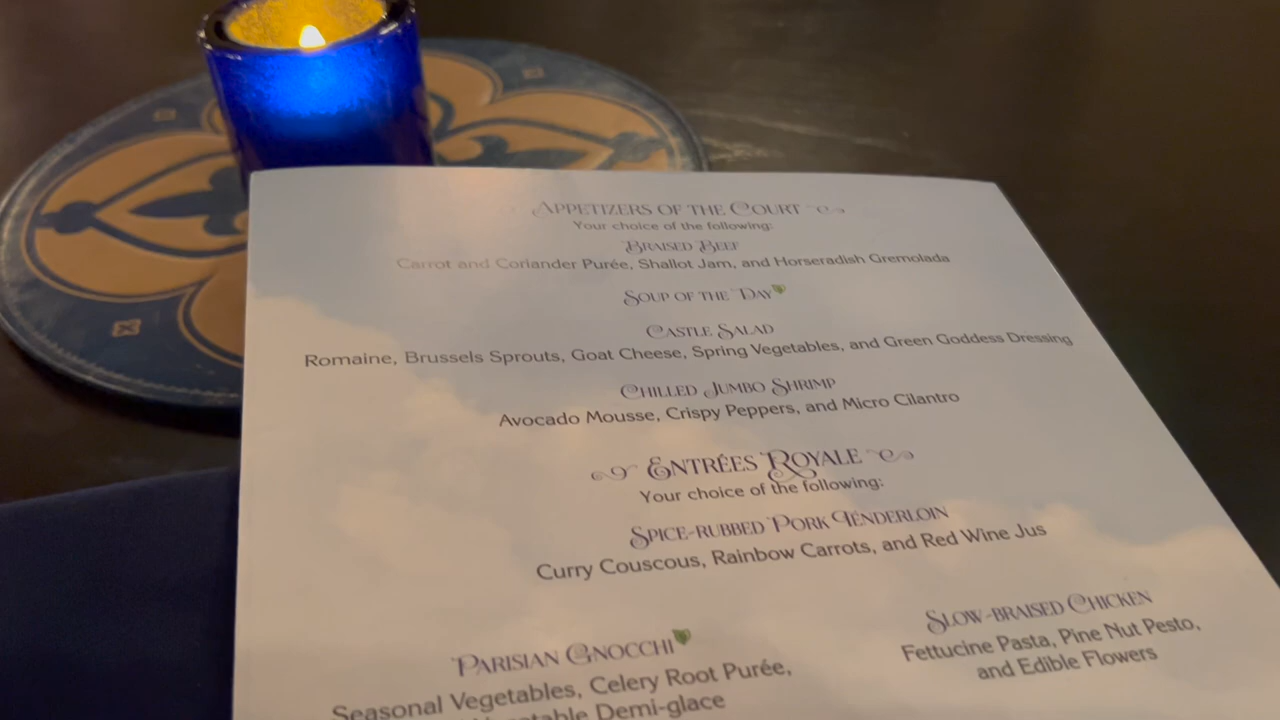 APPETIZERS OF THE COURT
Your choice of the following:
BRAISED BEEF
Carrot and Coriander Purée, Shallot Jam, and Horseradish Gremolada
SOUP OF THE DAY
CASTLE SALAD
Romaine, Brussels Sprouts, Goat Cheese, Spring Vegetables, and Green Goddess Dressing
CHILLED JUMBO SHRIMP
Avocado Mousse, Crispy Peppers, and Micro Cilantro
ENTRÉES ROYALE
Your choice of the following:
SPICE-RUBBED PORK TENDERLOIN
Curry Couscous, Rainbow Carrots, and Red Wine Jus
PARISIAN GNOCCHI
Seasonal Vegetables, Celery Root Purée,
Vegetable Demi-glace
SLOW-BRAISED CHICKEN
Fettucine Pasta, Pine Nut Pesto,
and Edible Flowers